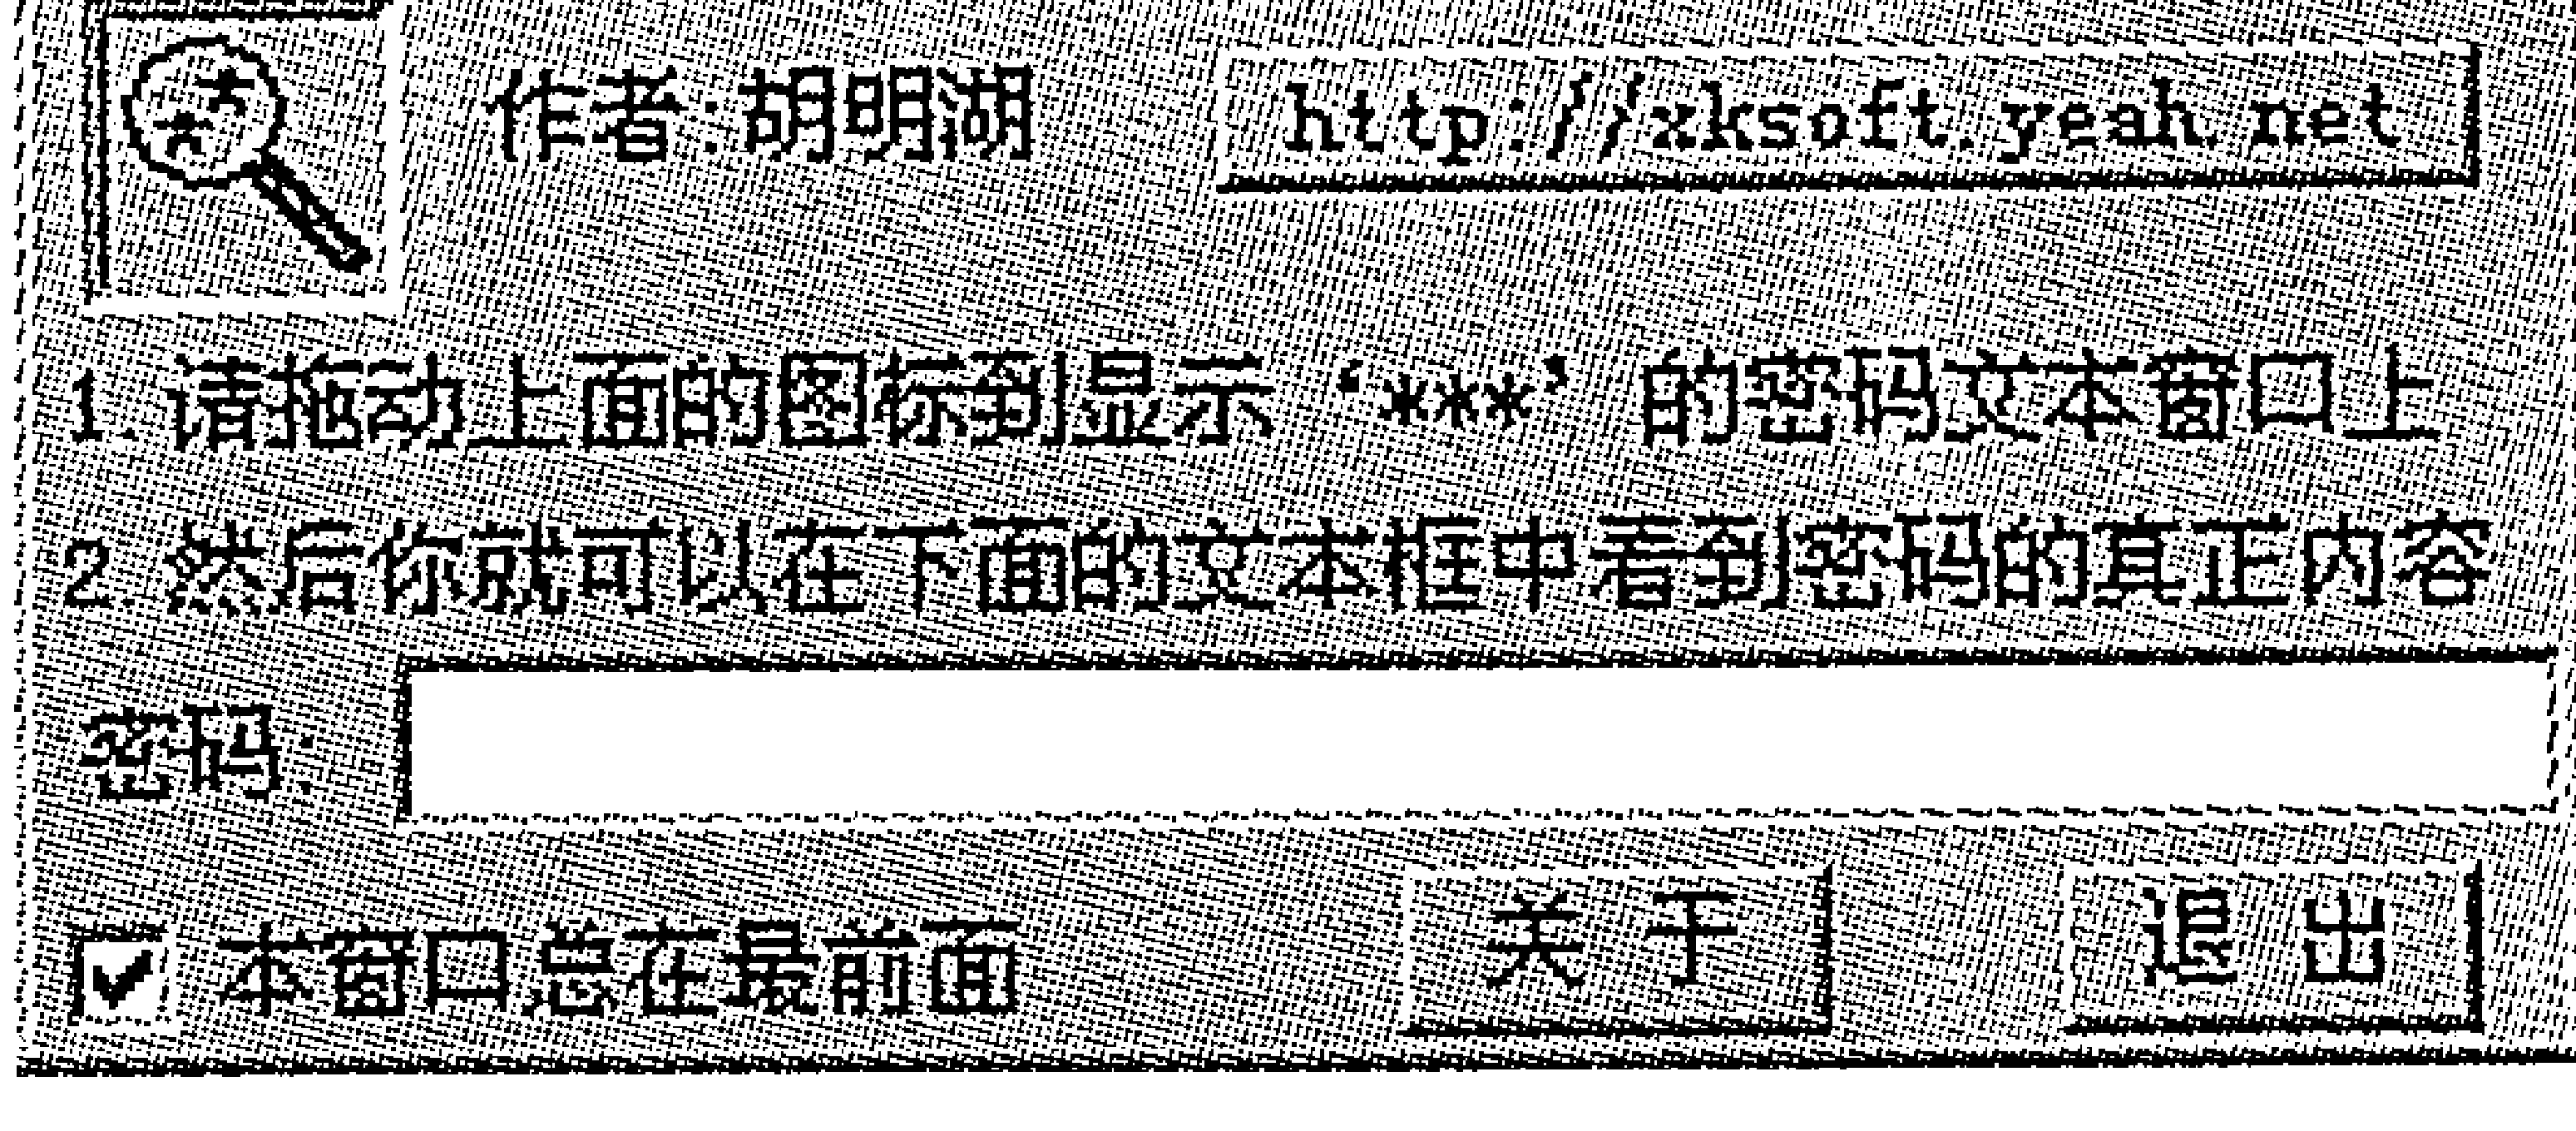 作者:胡明湖 http://xksoft.yeah.net
1.请拖动上面的图标到显示‘***’的密码文本窗口上
2.然后你就可以在下面的文本框中看到密码的真正内容
密码:
本窗口总在最前面 关于 退出